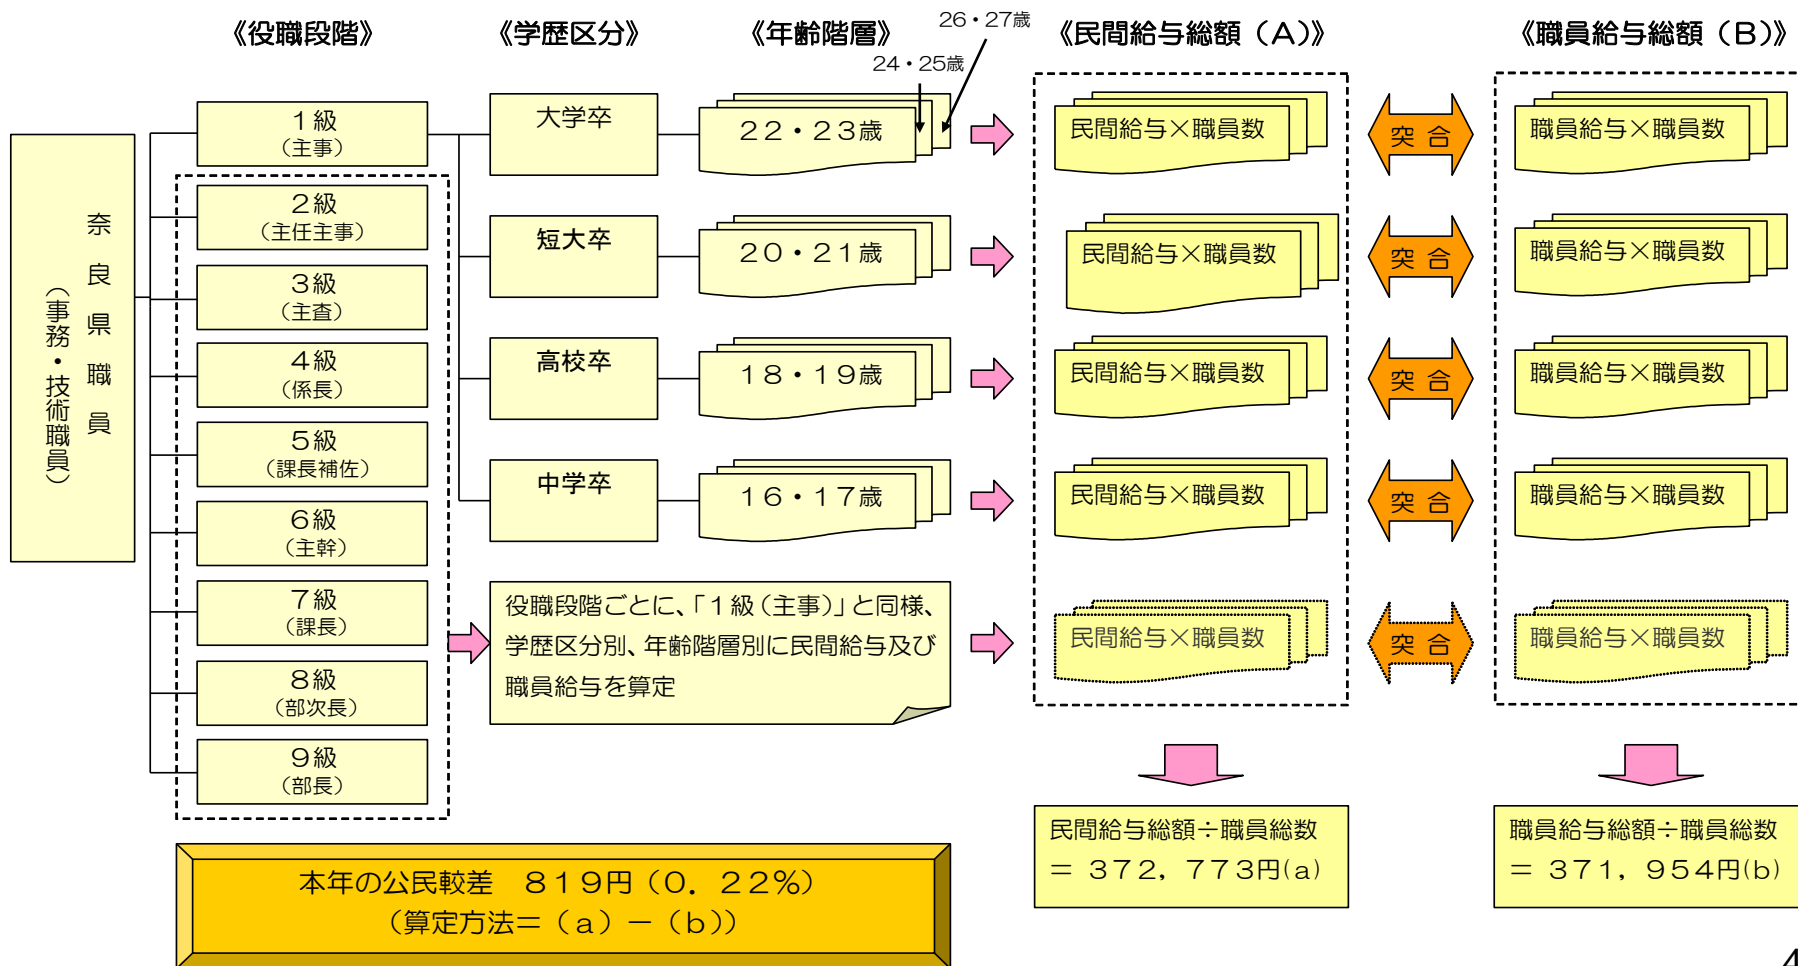 《役職段階》
《学歴区分》
《年齢階層》
26・27歳
24・25歳
《民間給与総額（A）》
《職員給与総額（B）》
奈良県職員
（事務・技術職員）
１級
（主事）
２級
（主任主事）
３級
（主査）
４級
（係長）
５級
（課長補佐）
６級
（主幹）
７級
（課長）
８級
（部次長）
９級
（部長）
大学卒
２２・２３歳
民間給与×職員数
突 合
職員給与×職員数
短大卒
２０・２１歳
民間給与×職員数
突 合
職員給与×職員数
高校卒
１８・１９歳
民間給与×職員数
突 合
職員給与×職員数
中学卒
１６・１７歳
民間給与×職員数
突 合
職員給与×職員数
役職段階ごとに、「１級（主事）」と同様、
学歴区分別、年齢階層別に民間給与及び
職員給与を算定
民間給与×職員数
突 合
職員給与×職員数
民間給与総額÷職員総数
＝ ３７２，７７３円(a)
職員給与総額÷職員総数
＝ ３７１，９５４円(b)
本年の公民較差　８１９円（０．２２％）
（算定方法＝（a）－（b））
4